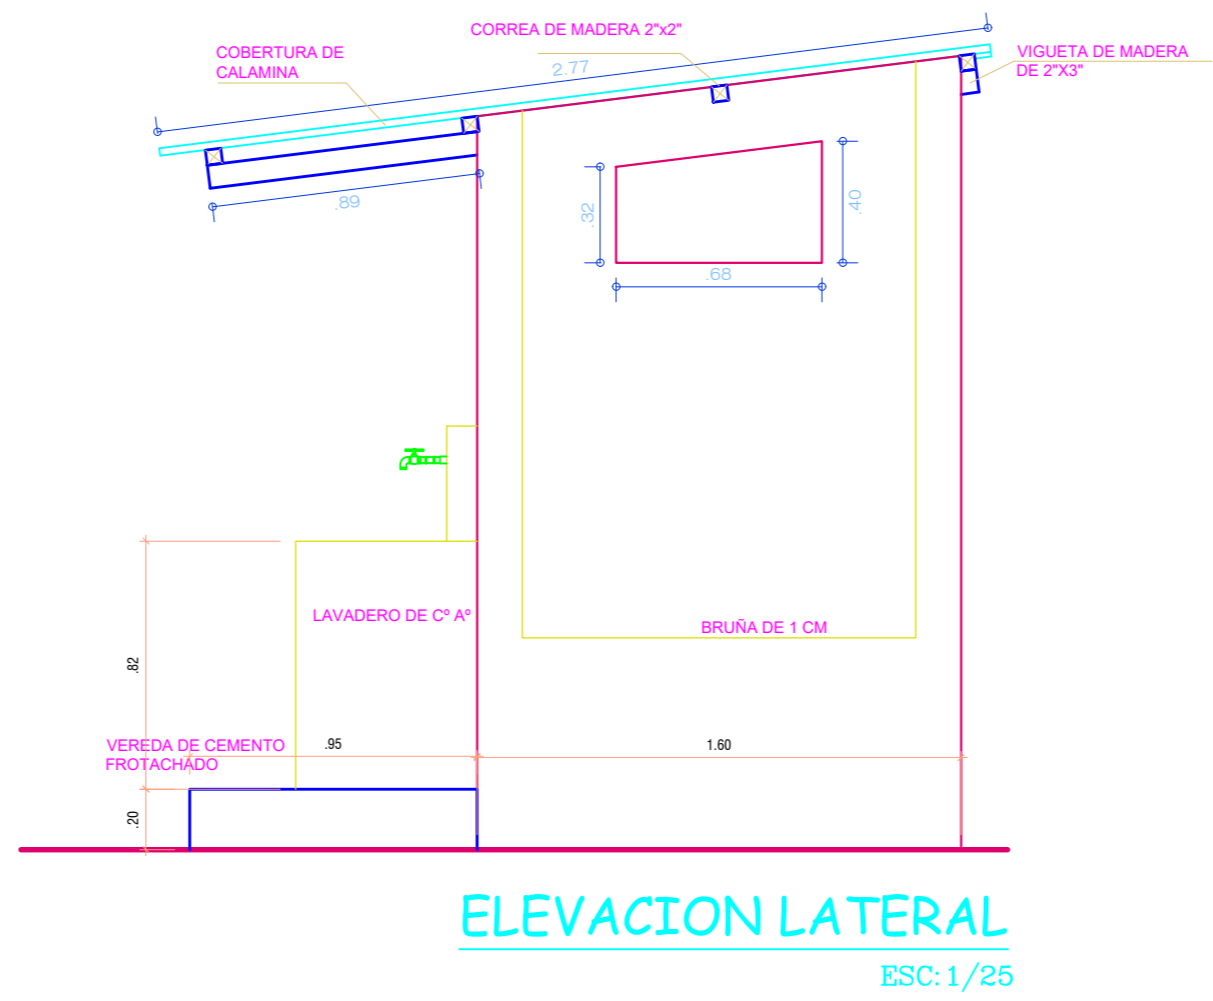 CORREA DE MADERA 2"x2"
COBERTURA DE
CALAMINA
VIGUETA DE MADERA
DE 2"X3"
2.77
.89
.32
.40
.68
LAVADERO DE Cº Aº
BRUÑA DE 1 CM
.82
VEREDA DE CEMENTO
FROTACHADO
.95
1.60
.20
ELEVACION LATERAL
ESC: 1/25